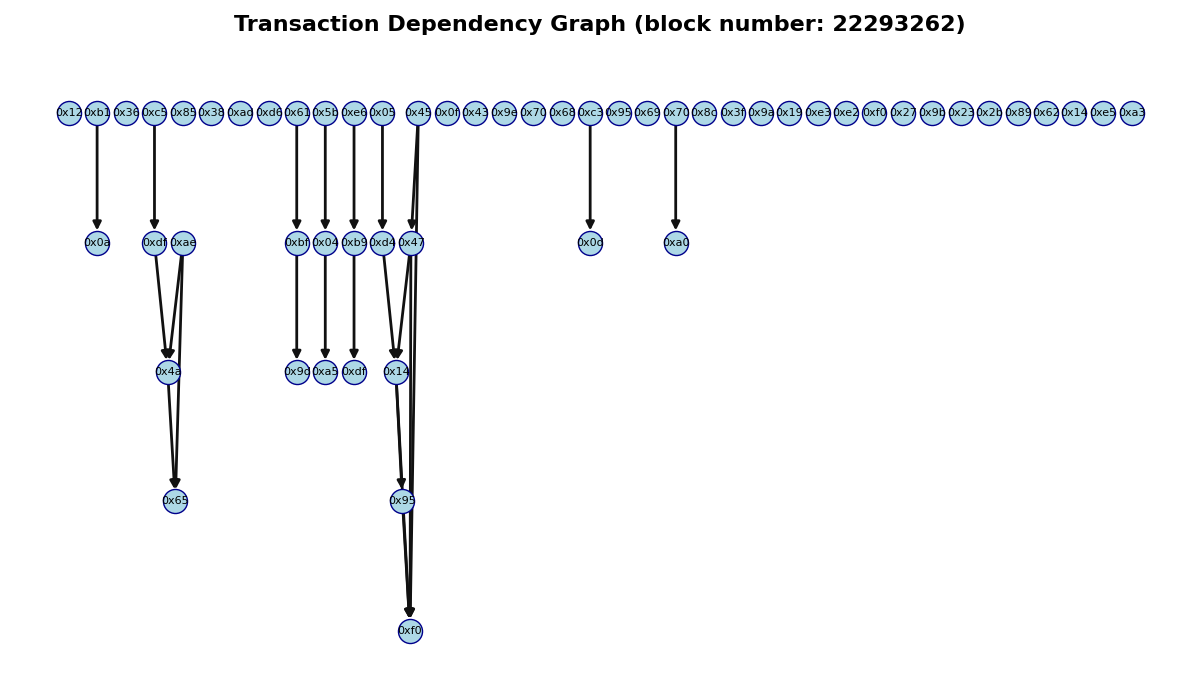 Transaction Dependency Graph (block number: 22293262)
0x12 0xb1 0x36 0xc5 0x85 0x38 0xad 0xd6 0x61 0x5b 0xe6 0x05 0x45 0x0f 0x43 0x9e 0x70 0x68 0xc3 0x95 0x69 0x70 0x8c 0x3f 0x9a 0x19 0xe3 0xe2 0xf0 0x27 0x9b 0x23 0x2b 0x89 0x62 0x14 0xe5 0xa3
0x0a 0xdf 0xae 0xbf 0x04 0xb9 0xd4 0x47 0x0d 0xa0
0x4a 0x9d 0xa5 0xdf 0x14
0x65 0x95
0xf0